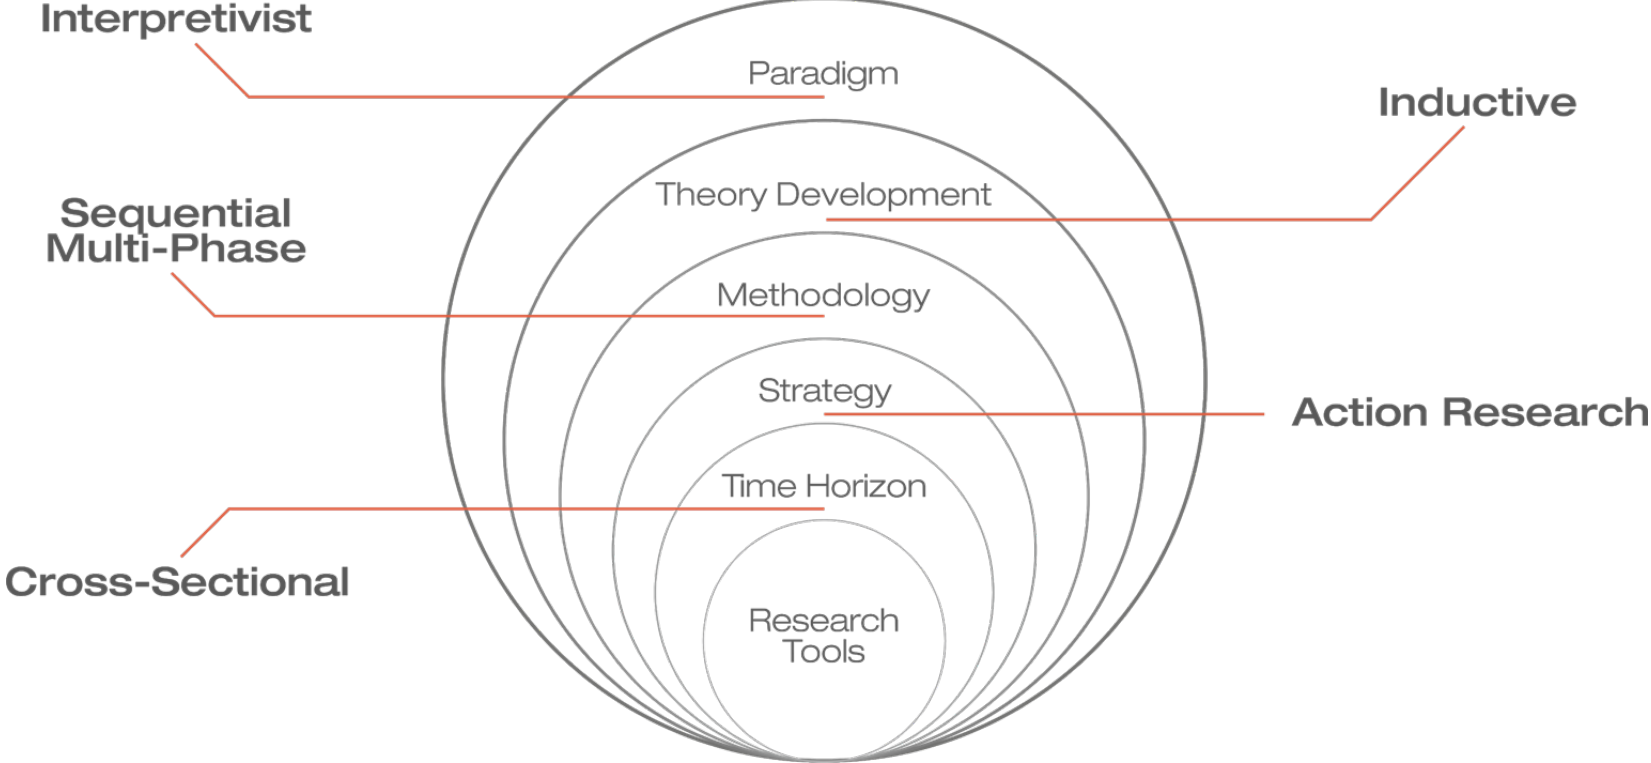 Interpretivist
Paradigm
Inductive
Theory Development
Sequential
Multi-Phase
Methodology
Strategy
Action Research
Time Horizon
Cross-Sectional
Research
Tools